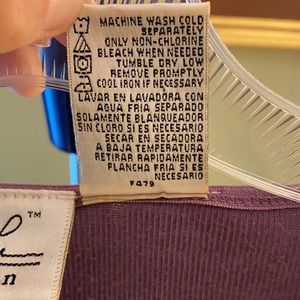 MACHINE WASH COLD
SEPARATELY
ONLY NON-CHLORINE
BLEACH WHEN NEEDED
TUMBLE DRY LOW
REMOVE PROMPTLY
COOL IRON IF NECESSARY
LAVAR EN LAVADORA CON
AGUA FRIA SEPARADO
SOLAMENTE BLANQUEADOR
SIN CLORO SI ES NECESARIO
SECAR EN SECADORA
A BAJA TEMPERATURA
RETIRAR RAPIDAMENTE
PLANCHA FRIA SI ES
NECESARIO
F479
TM
n